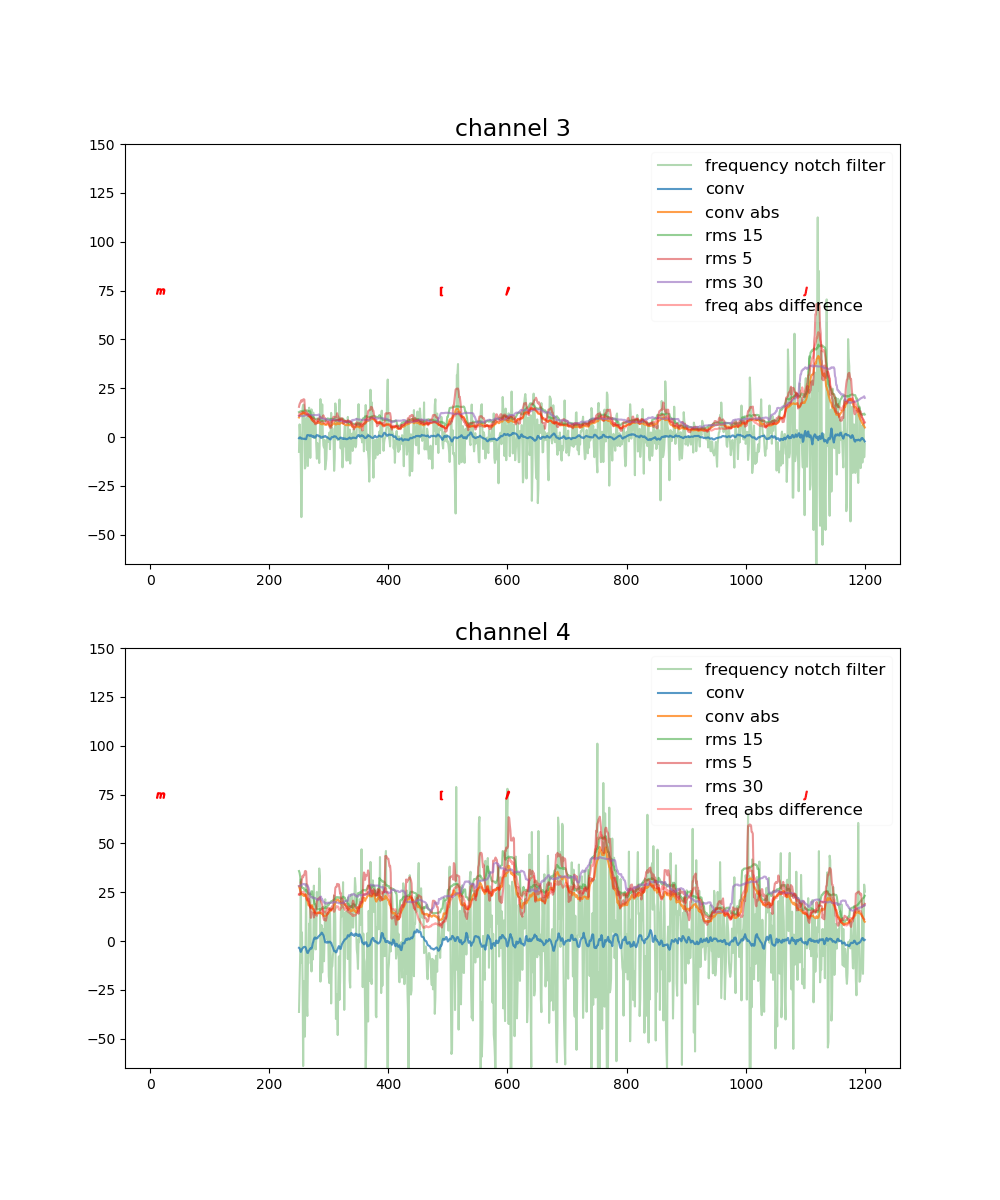 channel 3
150
125
100
75
50
25
0
−25
−50
frequency notch filter
conv
conv abs
rms 15
rms 5
rms 30
freq abs difference
0 200 400 600 800 1000 1200
channel 4
150
125
100
75
50
25
0
−25
−50
frequency notch filter
conv
conv abs
rms 15
rms 5
rms 30
freq abs difference
0 200 400 600 800 1000 1200